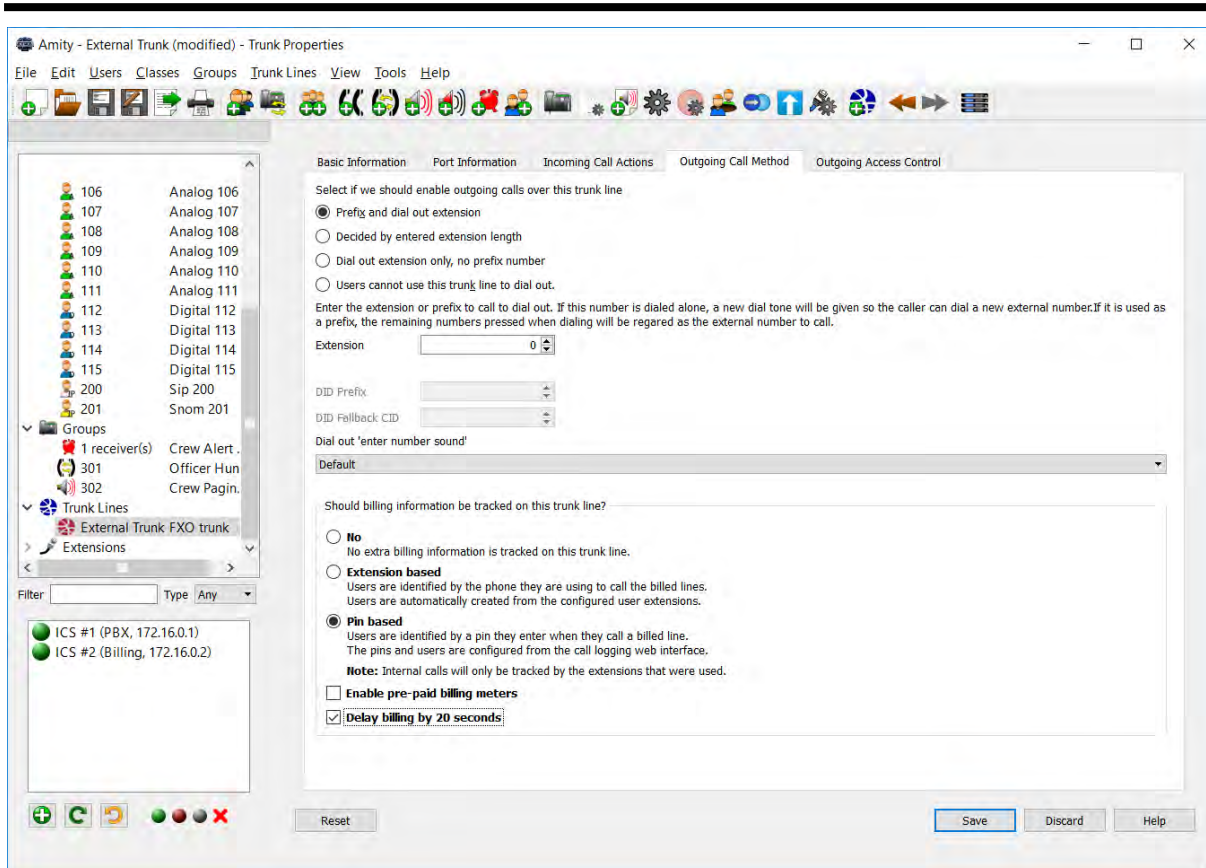 Amity - External Trunk (modified) - Trunk Properties
File Edit Users Classes Groups Trunk Lines View Tools Help
106 Analog 106
107 Analog 107
108 Analog 108
109 Analog 109
110 Analog 110
111 Analog 111
112 Digital 112
113 Digital 113
114 Digital 114
115 Digital 115
200 Sip 200
201 Snom 201
Groups
1 receiver(s) Crew Alert .
301 Officer Hun
302 Crew Pagin.
Trunk Lines
External Trunk FXO trunk
Extensions
Filter Type Any
ICS #1 (PBX, 172.16.0.1)
ICS #2 (Billing, 172.16.0.2)
Basic Information Port Information Incoming Call Actions Outgoing Call Method Outgoing Access Control
Select if we should enable outgoing calls over this trunk line
Prefix and dial out extension
Decided by entered extension length
Dial out extension only, no prefix number
Users cannot use this trunk line to dial out.
Enter the extension or prefix to call to dial out. If this number is dialed alone, a new dial tone will be given so the caller can dial a new external number.If it is used as
a prefix, the remaining numbers pressed when dialing will be regared as the external number to call.
Extension 0
DID Prefix
DID Fallback CID
Dial out 'enter number sound'
Default
Should billing information be tracked on this trunk line?
No
No extra billing information is tracked on this trunk line.
Extension based
Users are identified by the phone they are using to call the billed lines.
Users are automatically created from the configured user extensions.
Pin based
Users are identified by a pin they enter when they call a billed line.
The pins and users are configured from the call logging web interface.
Note: Internal calls will only be tracked by the extensions that were used.
Enable pre-paid billing meters
Delay billing by 20 seconds
Reset Save Discard Help